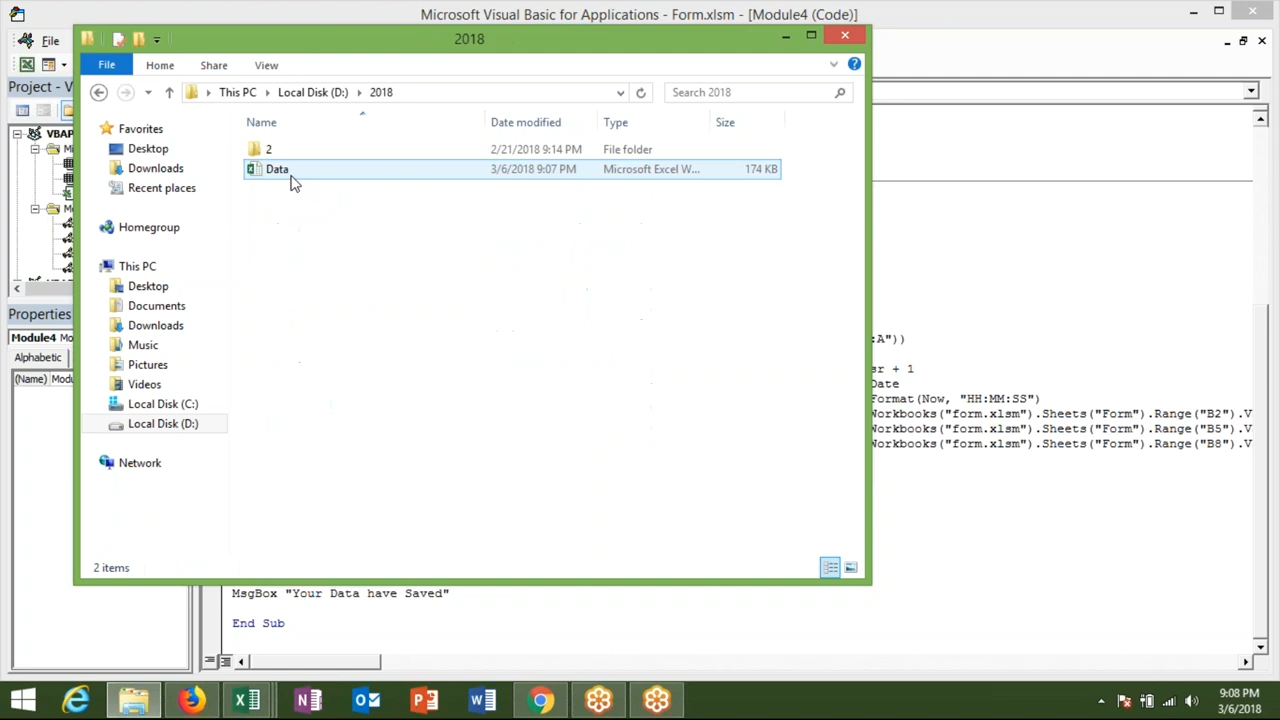 Microsoft Visual Basic for Applications - Form.xlsm - [Module4 (Code)]
File
2018
File Home Share View
This PC Local Disk (D:) 2018 Search 2018
Project - V
Name Date modified Type Size
Favorites
Desktop
Downloads
Recent places
Homegroup
This PC
Desktop
Documents
Downloads
Music
Pictures
Videos
Local Disk (C:)
Local Disk (D:)
Network
2 2/21/2018 9:14 PM File folder
Data 3/6/2018 9:07 PM Microsoft Excel W... 174 KB
2 items
VBAP
Mi
Mo
Properties
Module4 Mo
Alphabetic
(Name) Modu
:A"))
sr + 1
Date
Format(Now, "HH:MM:SS")
Workbooks("form.xlsm").Sheets("Form").Range("B2").V
Workbooks("form.xlsm").Sheets("Form").Range("B5").V
Workbooks("form.xlsm").Sheets("Form").Range("B8").V
MsgBox "Your Data have Saved"
End Sub
9:08 PM
3/6/2018